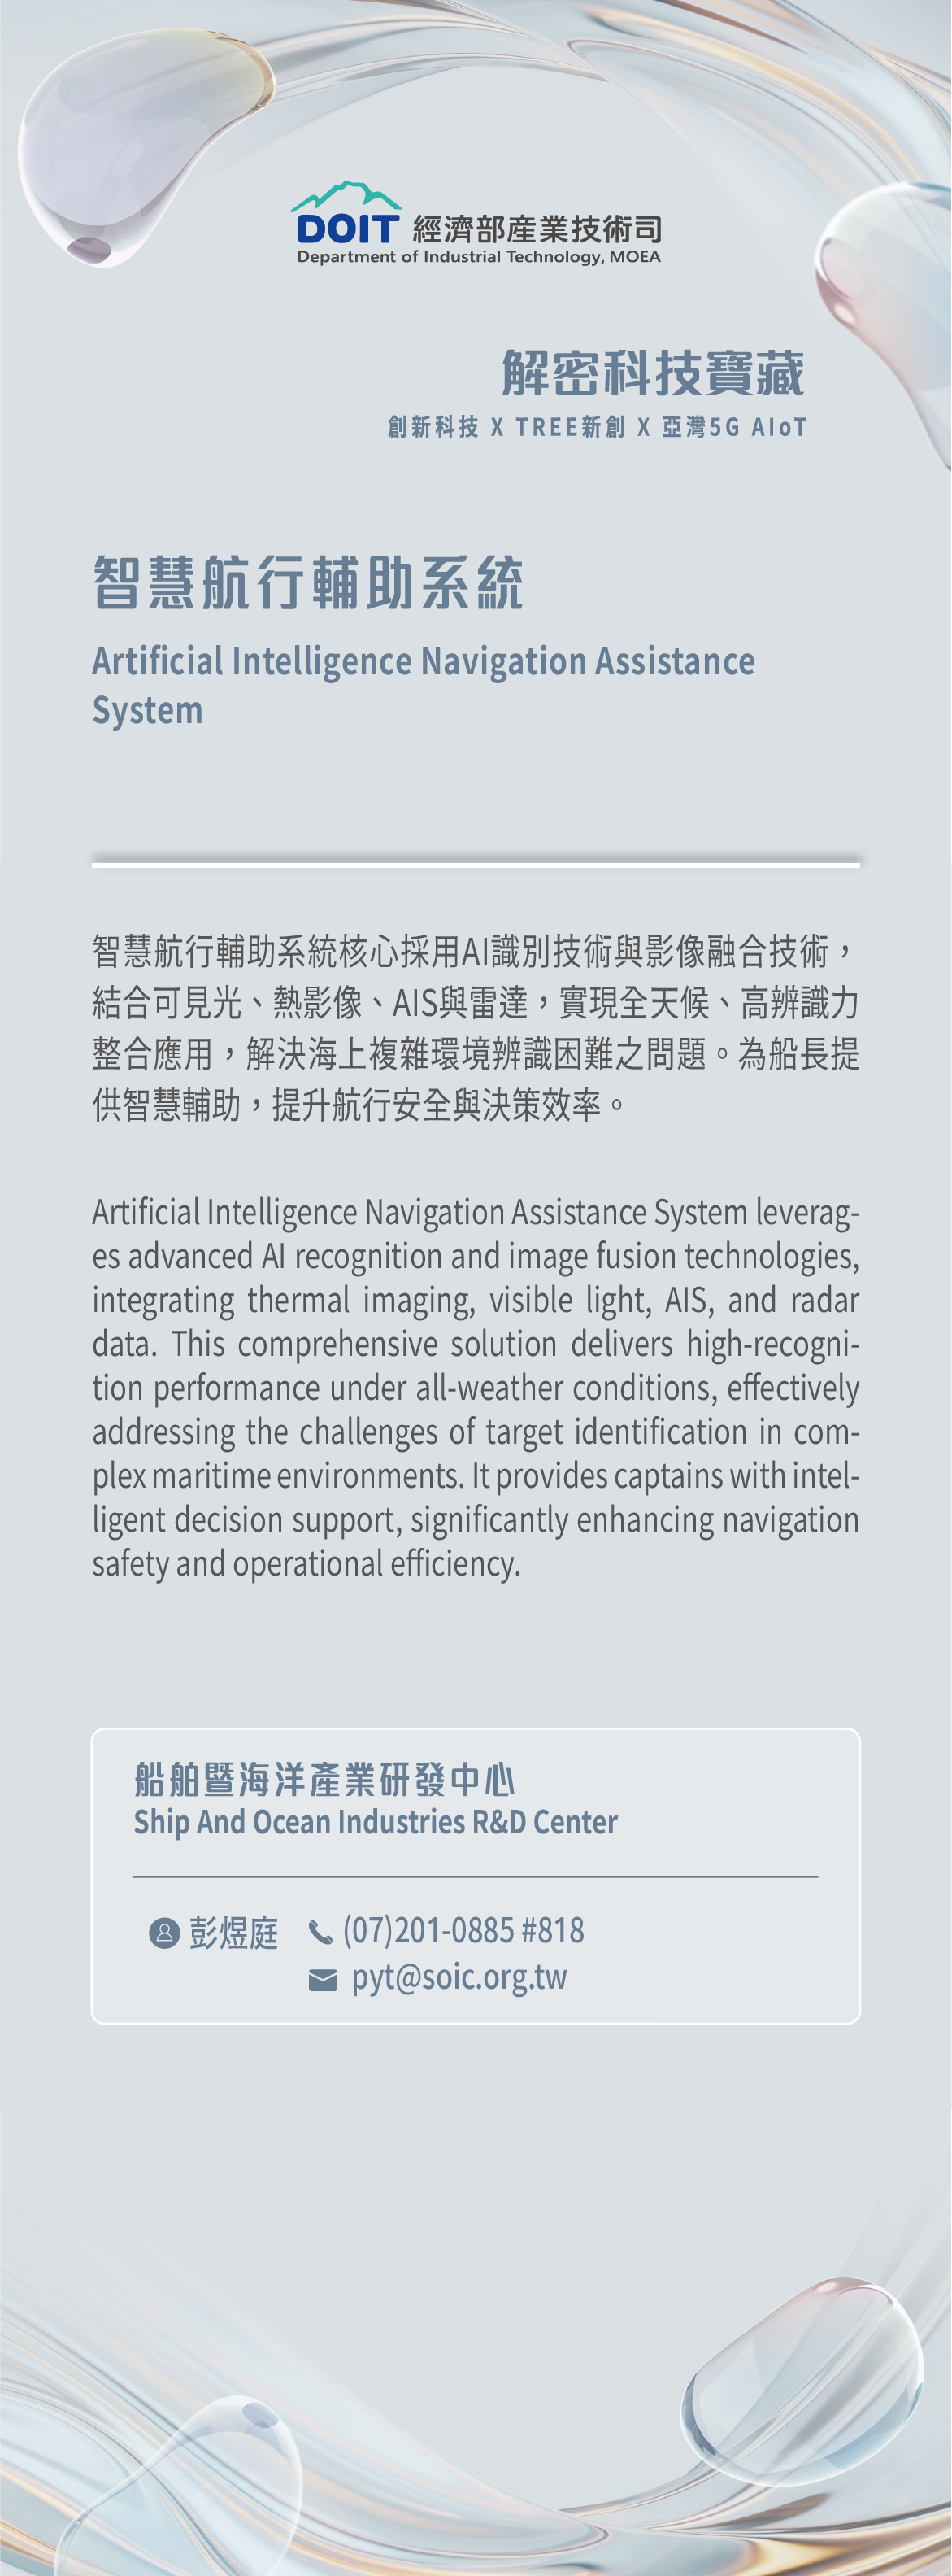 DOIT 經濟部產業技術司
Department of Industrial Technology, MOEA
解密科技寶藏
創新科技 X TREE新創 X 亞灣5G AIoT
智慧航行輔助系統
Artificial Intelligence Navigation Assistance
System
智慧航行輔助系統核心採用AI識別技術與影像融合技術，
結合可見光、熱影像、AIS與雷達，實現全天候、高辨識力
整合應用，解決海上複雜環境辨識困難之問題。為船長提
供智慧輔助，提升航行安全與決策效率。
Artificial Intelligence Navigation Assistance System leverag-
es advanced AI recognition and image fusion technologies,
integrating thermal imaging, visible light, AIS, and radar
data. This comprehensive solution delivers high-recogni-
tion performance under all-weather conditions, effectively
addressing the challenges of target identification in com-
plex maritime environments. It provides captains with intel-
ligent decision support, significantly enhancing navigation
safety and operational efficiency.
船舶暨海洋產業研發中心
Ship And Ocean Industries R&D Center
彭煜庭 (07)201-0885 #818
pyt@soic.org.tw